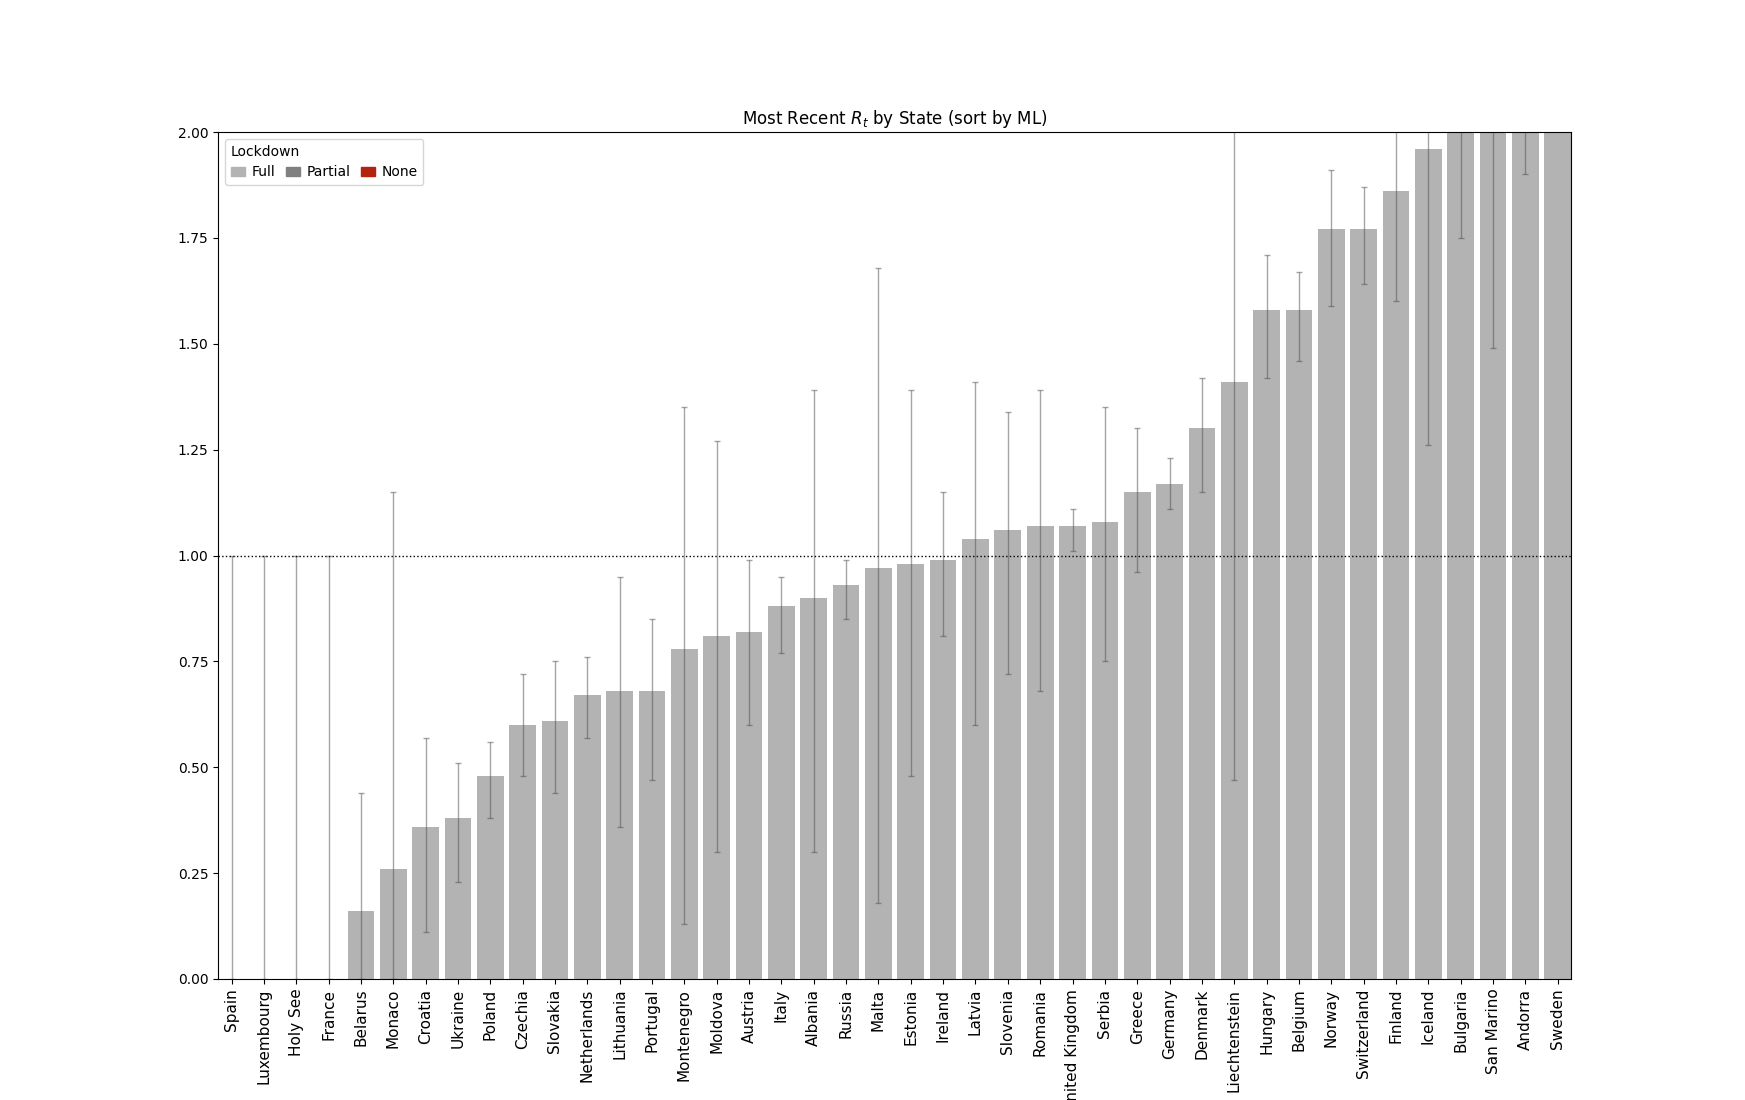 Most Recent R_t by State (sort by ML)
Lockdown
Full Partial None
2.00
1.75
1.50
1.25
1.00
0.75
0.50
0.25
0.00
Spain
Luxembourg
Holy See
France
Belarus
Monaco
Croatia
Ukraine
Poland
Czechia
Slovakia
Netherlands
Lithuania
Portugal
Montenegro
Moldova
Austria
Italy
Albania
Russia
Malta
Estonia
Ireland
Latvia
Slovenia
Romania
nited Kingdom
Serbia
Greece
Germany
Denmark
Liechtenstein
Hungary
Belgium
Norway
Switzerland
Finland
Iceland
Bulgaria
San Marino
Andorra
Sweden